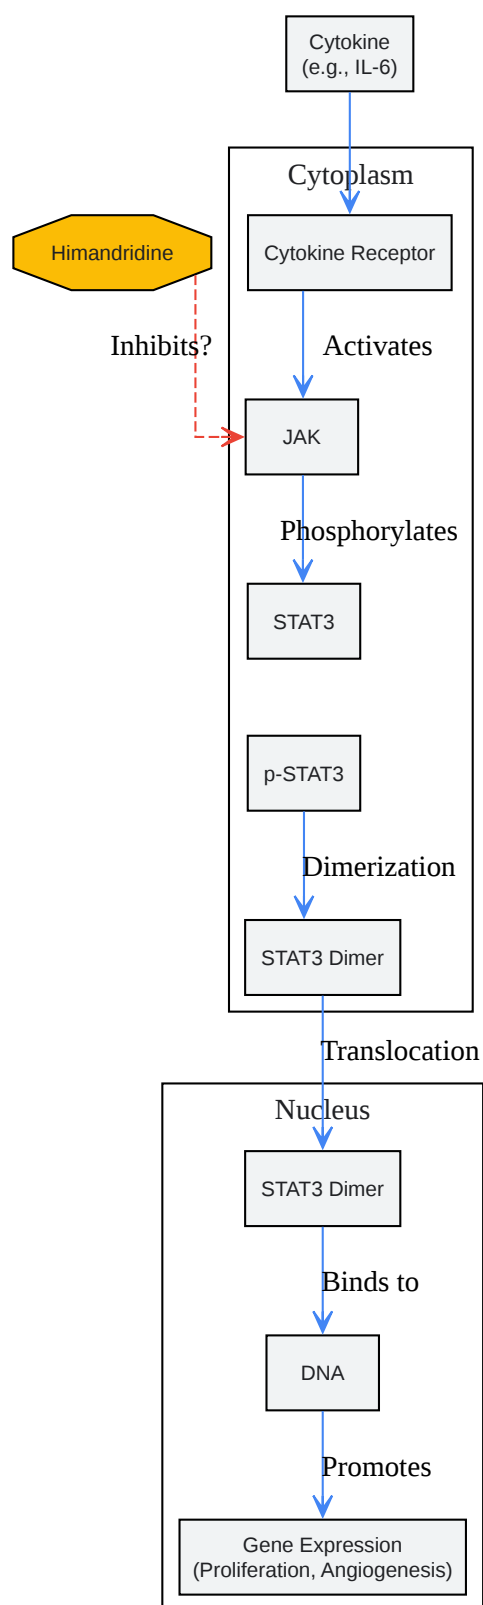 Cytokine
(e.g., IL-6)
Cytoplasm
Himandridine
Cytokine Receptor
Inhibits?
Activates
JAK
Phosphorylates
STAT3
p-STAT3
Dimerization
STAT3 Dimer
Translocation
Nucleus
STAT3 Dimer
Binds to
DNA
Promotes
Gene Expression
(Proliferation, Angiogenesis)